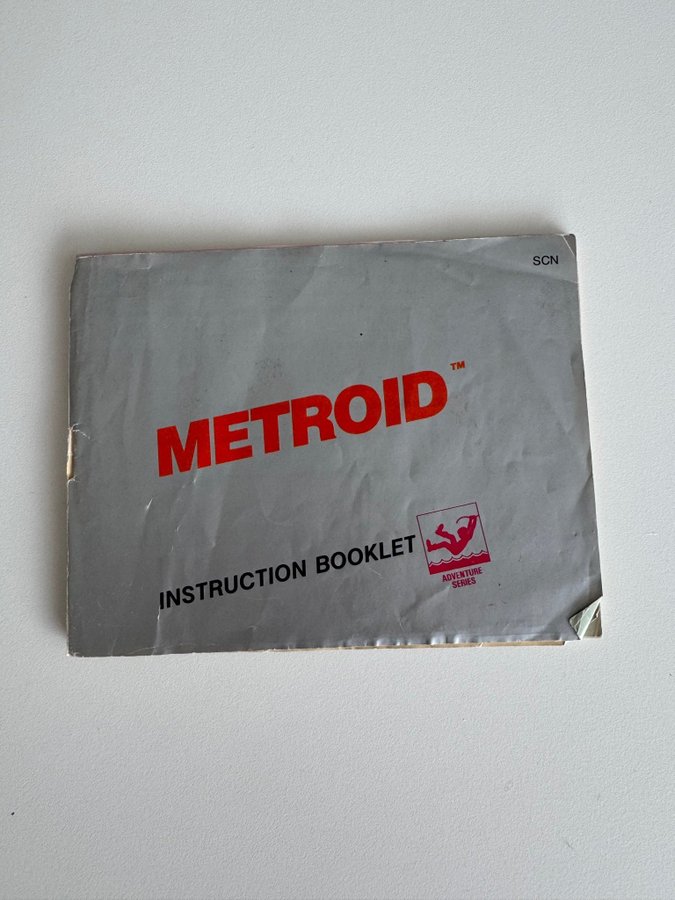 SCN
METROID™
INSTRUCTION BOOKLET
ADVENTURE
SERIES